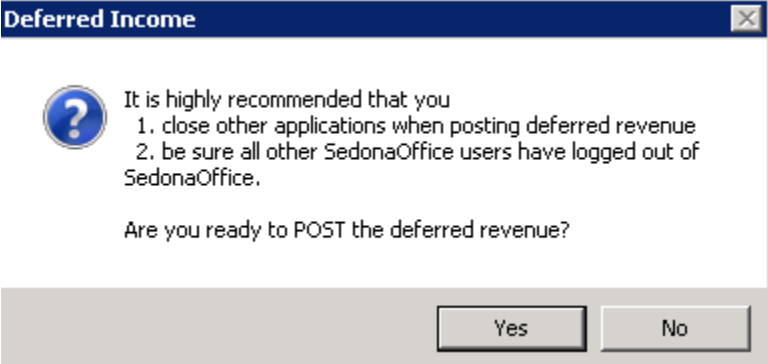 Deferred Income
It is highly recommended that you
1. close other applications when posting deferred revenue
2. be sure all other SedonaOffice users have logged out of
SedonaOffice.
Are you ready to POST the deferred revenue?
Yes
No